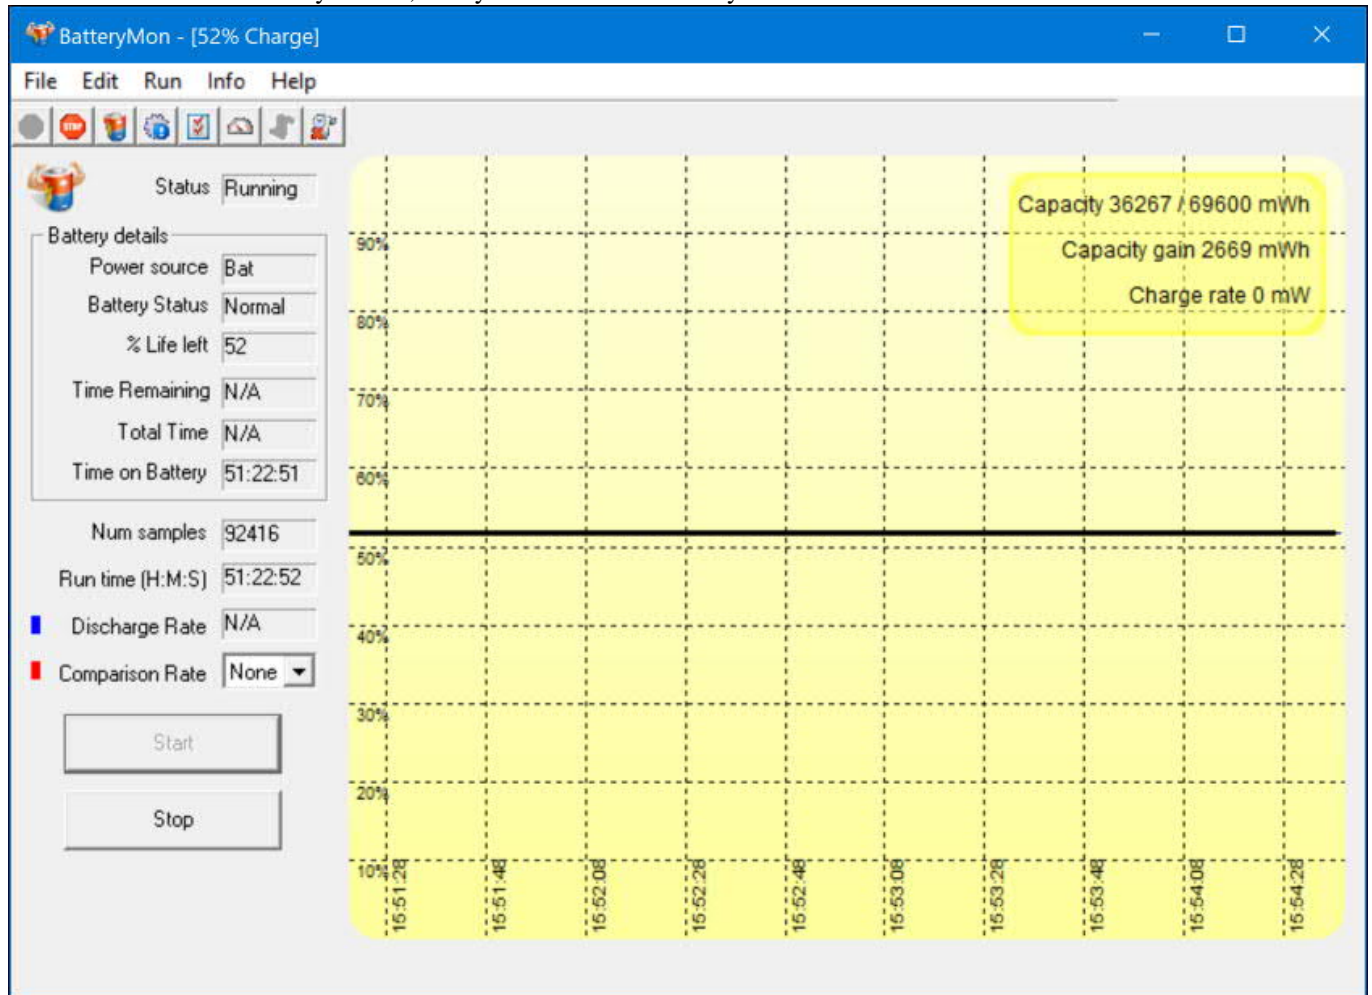 BatteryMon - [52% Charge]
File Edit Run Info Help
STOP
Status Running
Battery details
Power source Bat
Battery Status Normal
% Life left 52
Time Remaining N/A
Total Time N/A
Time on Battery 51:22:51
Num samples 92416
Run time (H:M:S) 51:22:52
Discharge Rate N/A
Comparison Rate None
Start
Stop
Capacity 36267 / 69600 mWh
Capacity gain 2669 mWh
Charge rate 0 mW
90%
80%
70%
60%
50%
40%
30%
20%
10%
15:51:28
15:51:48
15:52:08
15:52:28
15:52:48
15:53:08
15:53:28
15:53:48
15:54:08
15:54:28